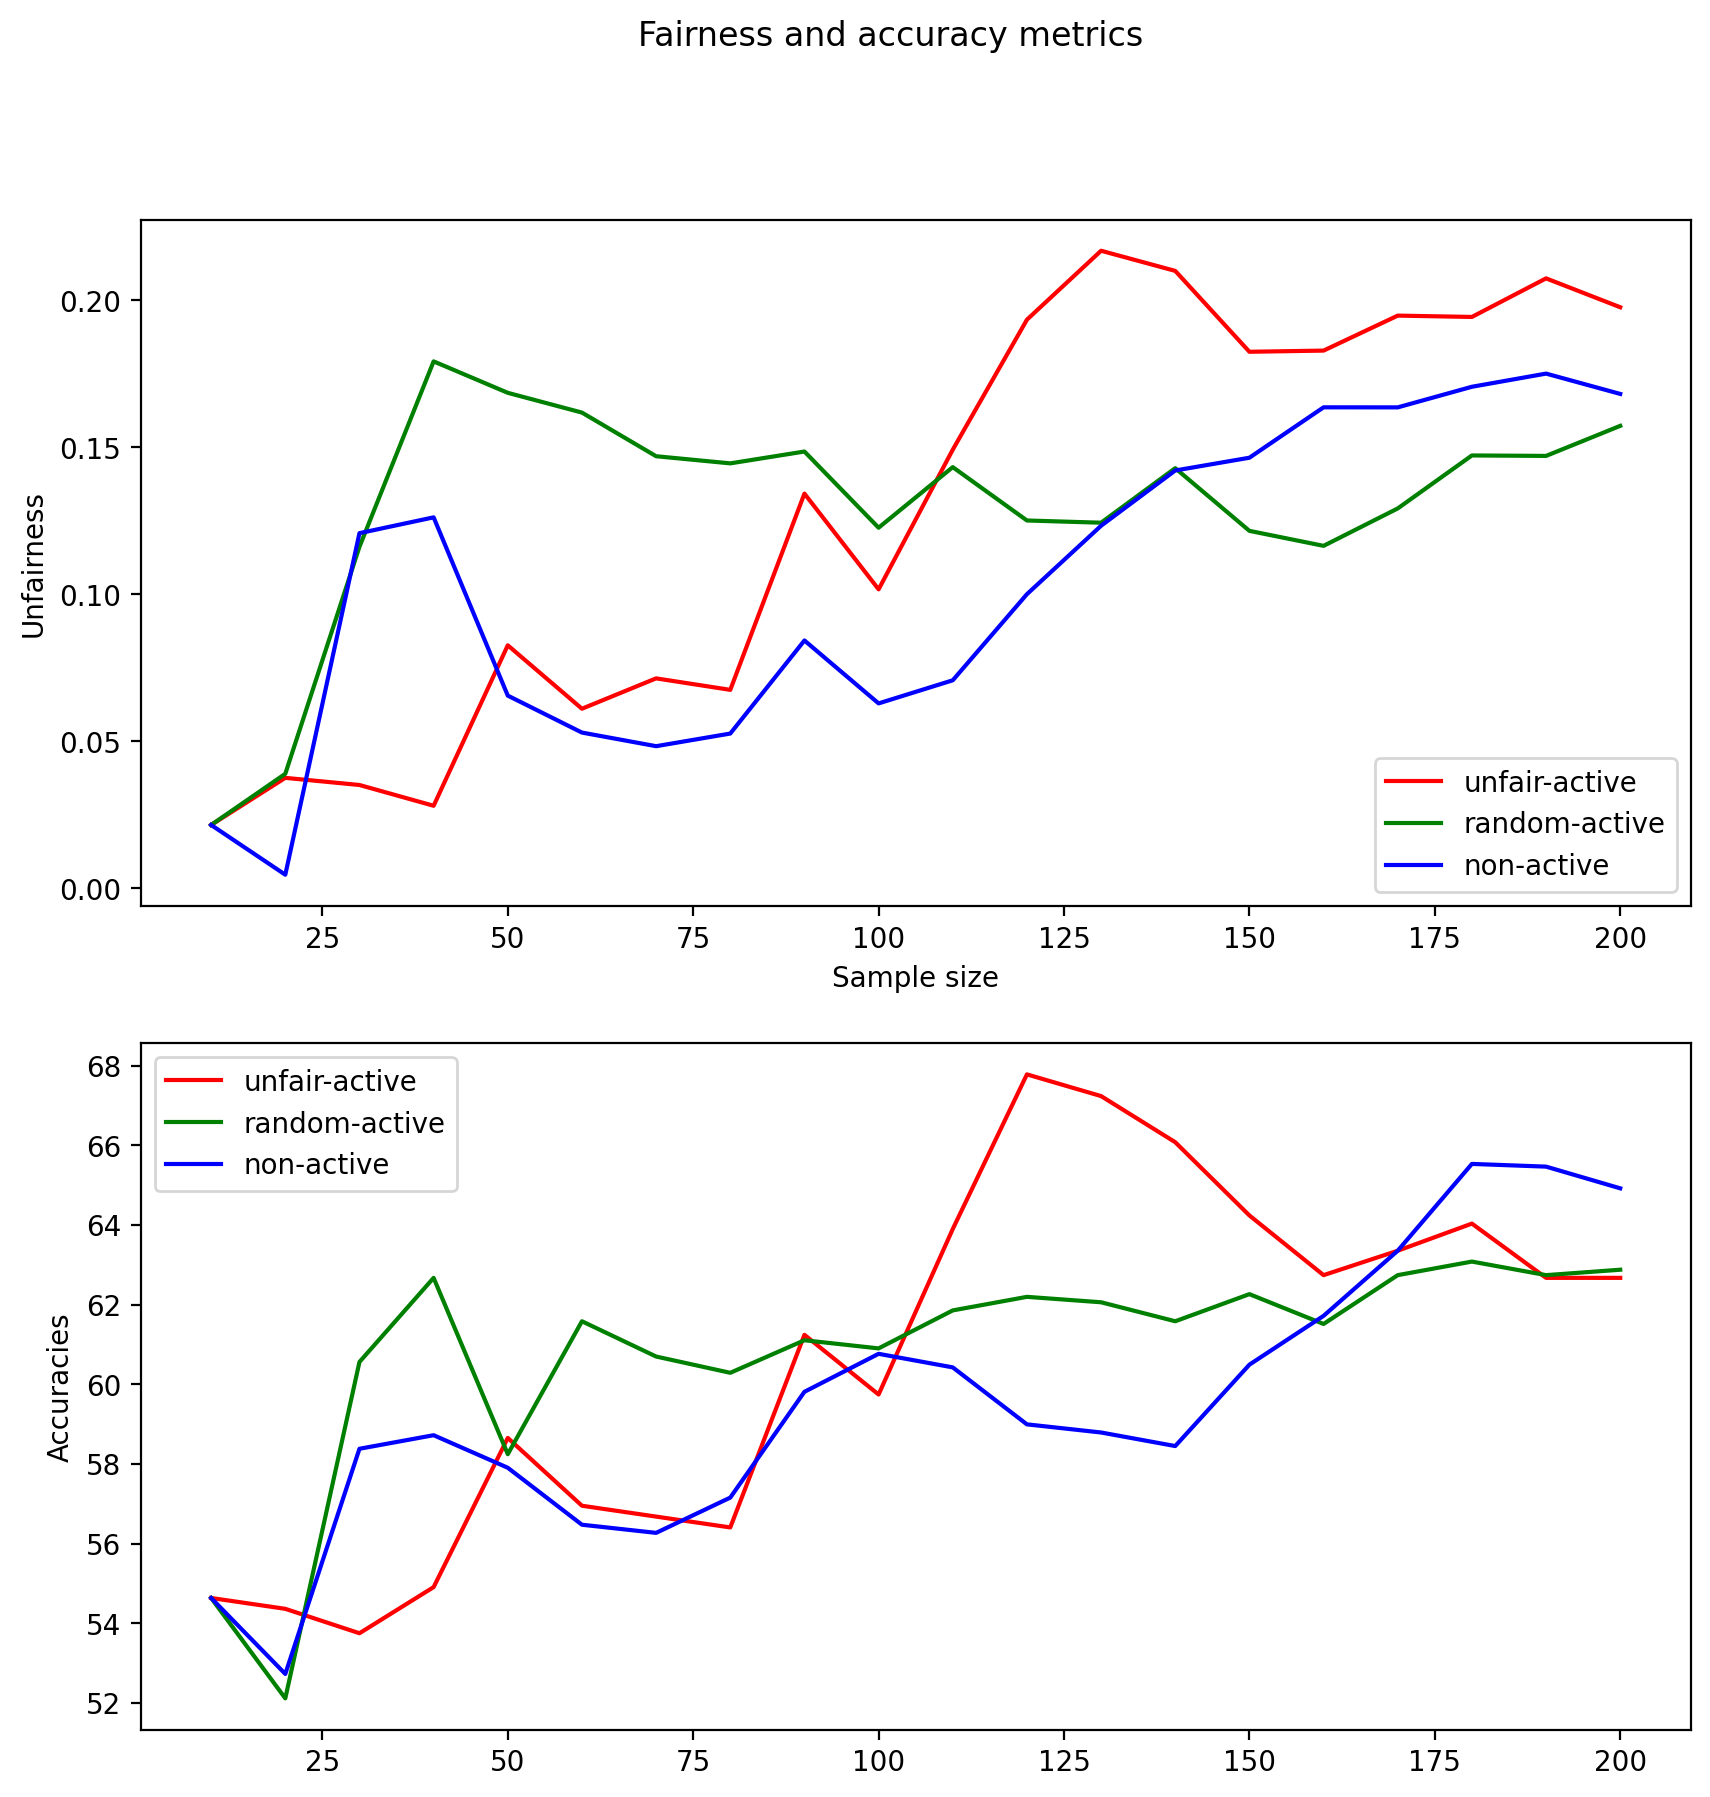 Fairness and accuracy metrics
0.20
0.15
0.10
0.05
0.00
Unfairness
unfair-active
random-active
non-active
25 50 75 100 125 150 175 200
Sample size
68
66
64
62
60
58
56
54
52
Accuracies
unfair-active
random-active
non-active
25 50 75 100 125 150 175 200